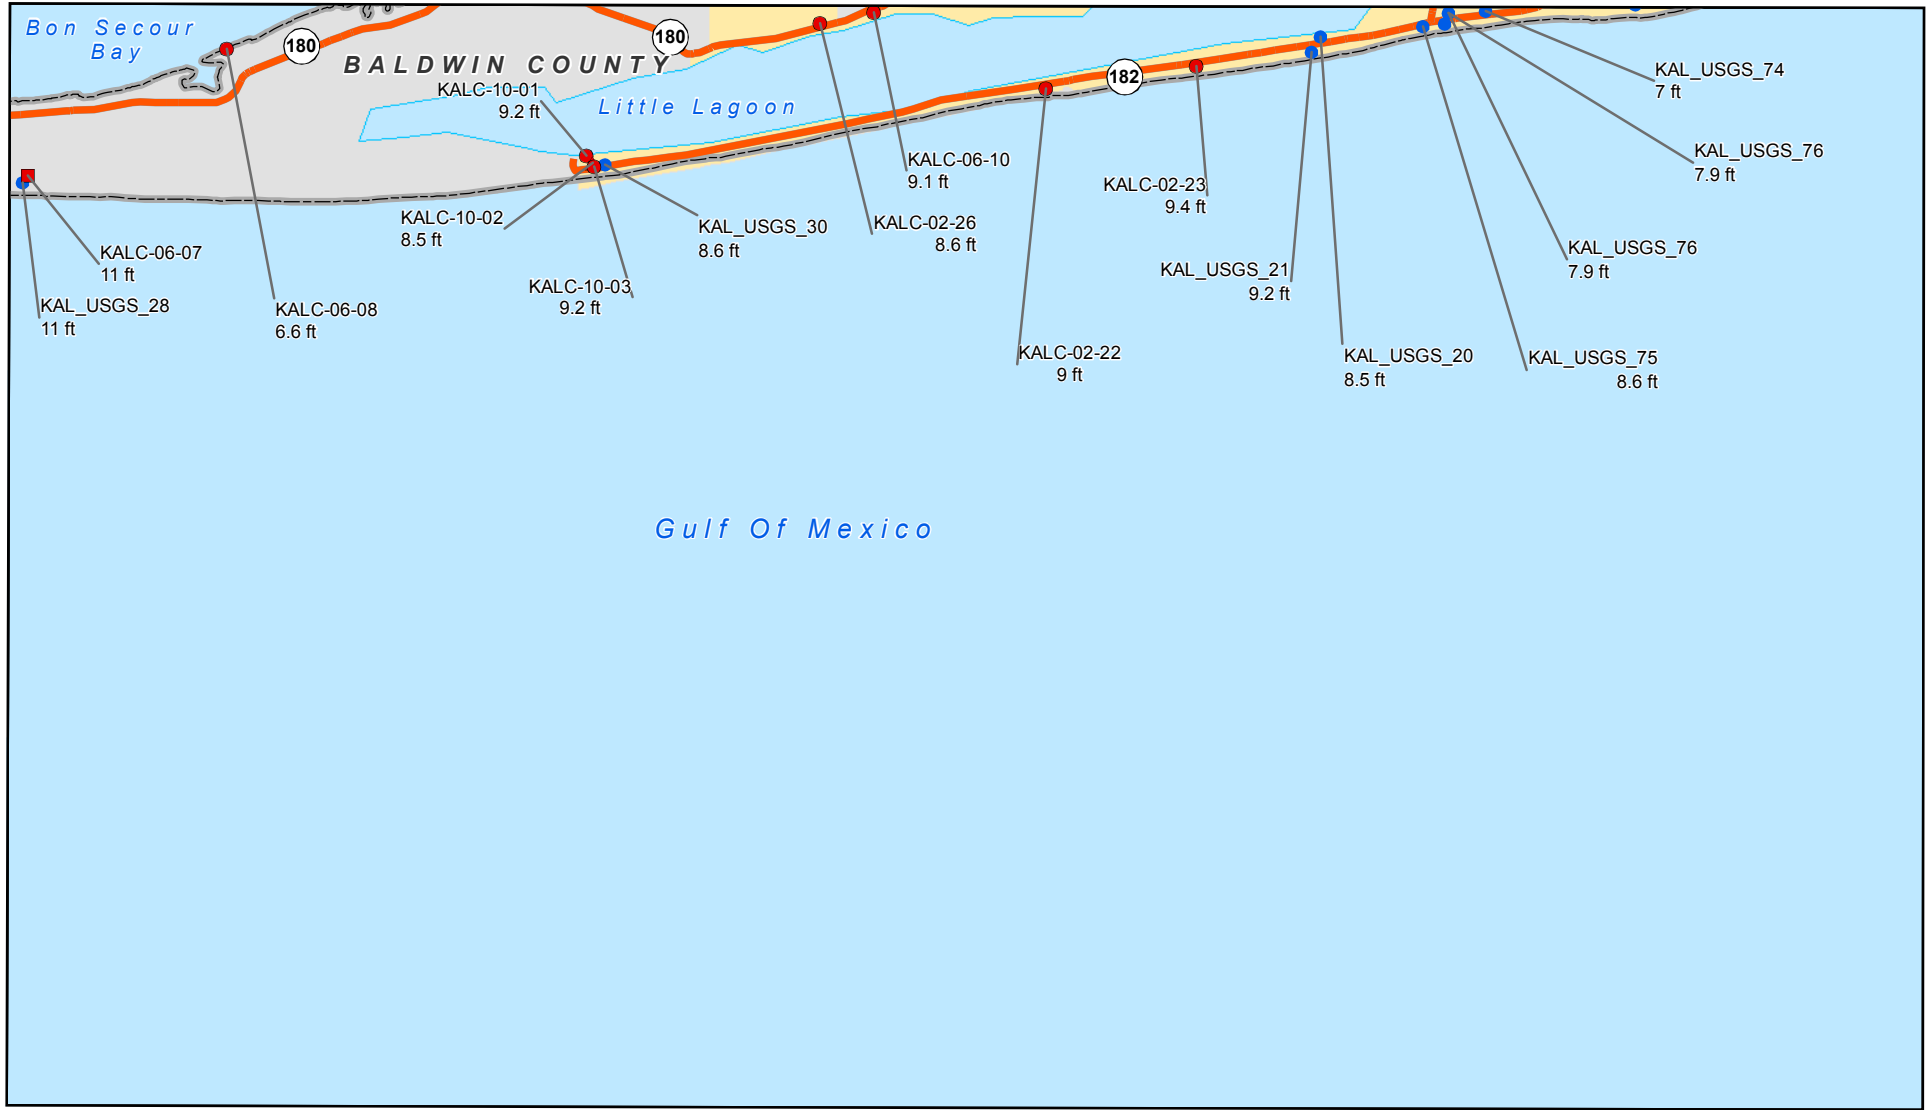 Bon Secour
Bay
180
180
BALDWIN COUNTY
182
Little Lagoon
KALC-10-01
9.2 ft
KAL_USGS_74
7 ft
KAL_USGS_76
7.9 ft
KALC-06-10
9.1 ft
KALC-02-23
9.4 ft
KALC-10-02
8.5 ft
KAL_USGS_30
8.6 ft
KALC-02-26
8.6 ft
KALC-06-07
11 ft
KAL_USGS_76
7.9 ft
KAL_USGS_21
9.2 ft
KALC-10-03
9.2 ft
KAL_USGS_28
11 ft
KALC-06-08
6.6 ft
KALC-02-22
9 ft
KAL_USGS_20
8.5 ft
KAL_USGS_75
8.6 ft
Gulf Of Mexico